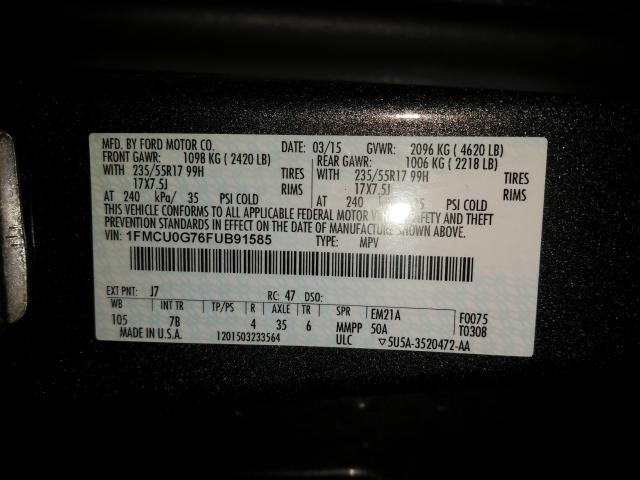 MFD. BY FORD MOTOR CO.
DATE: 03/15 GVWR: 2096 KG ( 4620 LB)
FRONT GAWR: 1098 KG ( 2420 LB) REAR GAWR: 1006 KG ( 2218 LB)
WITH 235/55R17 99H TIRES WITH 235/55R17 99H TIRES
17X7.5J RIMS 17X7.5J RIMS
AT 240 kPa/ 35 PSI COLD AT 240 PSI COLD
THIS VEHICLE CONFORMS TO ALL APPLICABLE FEDERAL MOTOR SAFETY AND THEFT
PREVENTION STANDARDS IN EFFECT ON THE DATE OF MANUFACTURE SHOWN ABOVE.
VIN: 1FMCU0G76FUB91585 TYPE: MPV
EXT PNT: J7 RC: 47 DSO:
WB INT TR TP/PS R AXLE TR SPR EM21A F0075
105 7B 4 35 6 MMPP 50A T0308
MADE IN U.S.A. 1201503233564 ULC ▽5U5A-3520472-AA